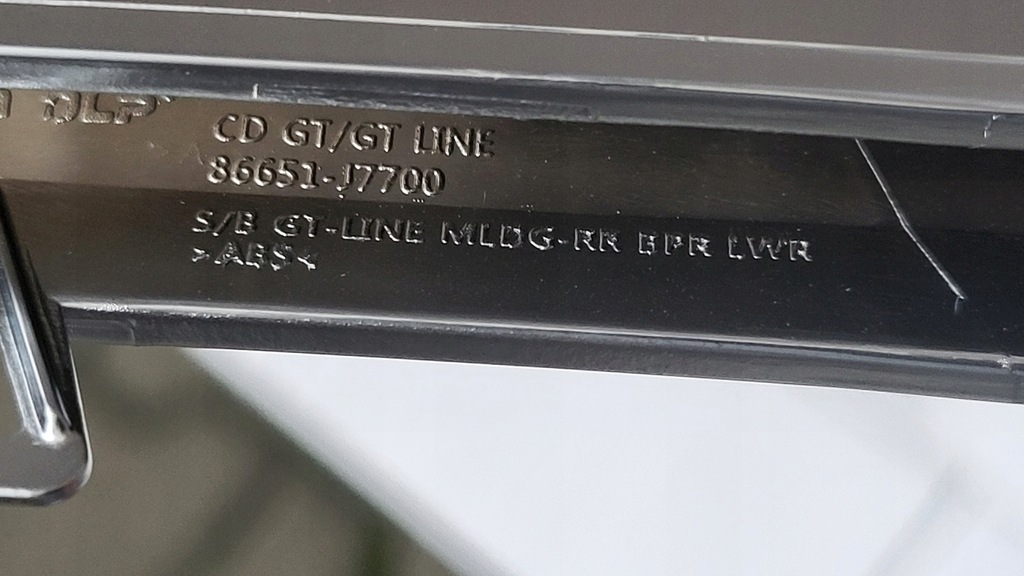 CD GT/GT LINE
86651-J7700
S/B GT-LINE MLDG-RR BPR LWR
>ABS<